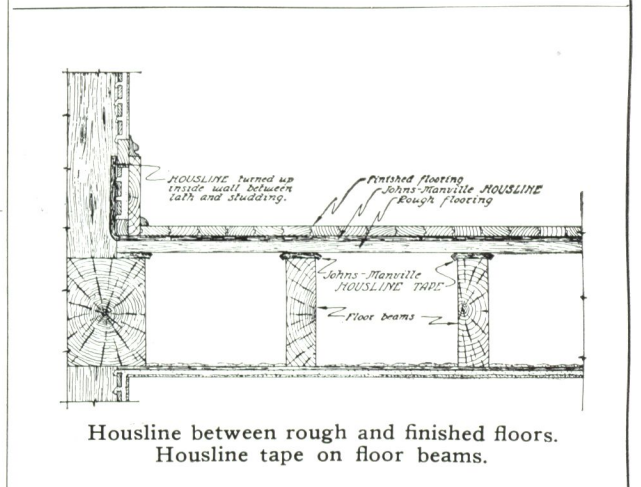 HOUSLINE turned up
inside wall between
lath and studding.
Finished flooring
Johns-Manville HOUSLINE
Rough flooring
Johns-Manville
HOUSLINE TAPE
Floor beams
Housline between rough and finished floors.
Housline tape on floor beams.